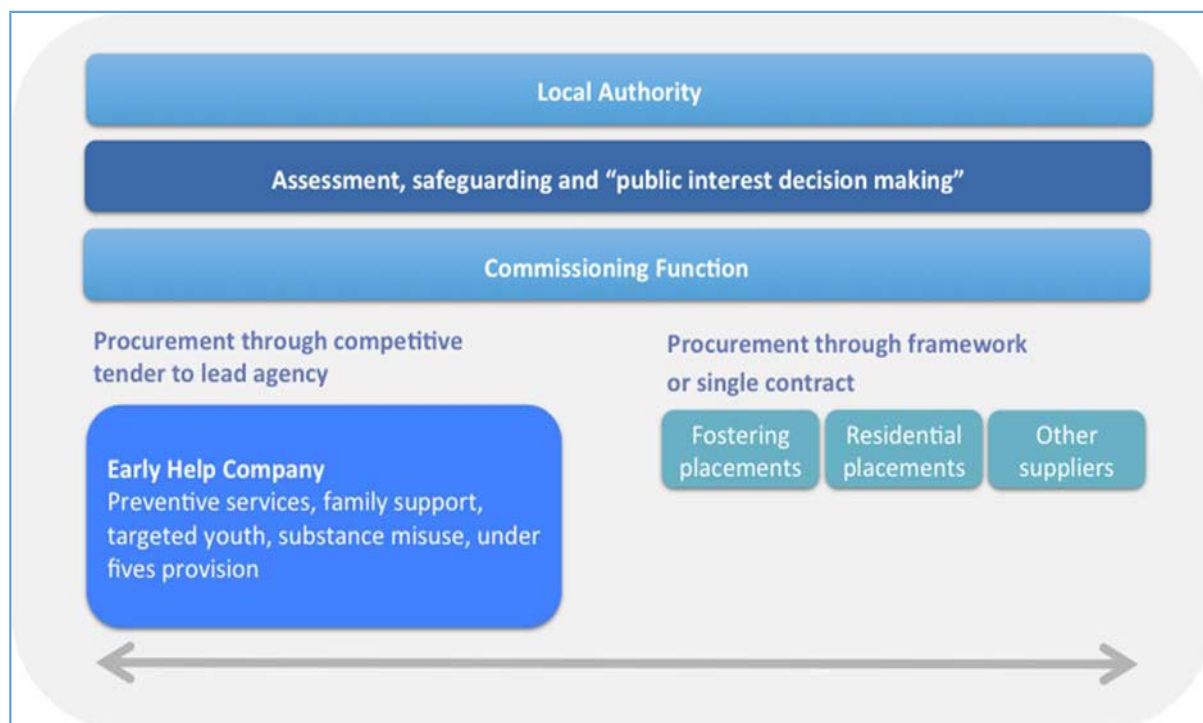 Local Authority
Assessment, safeguarding and “public interest decision making”
Commissioning Function
Procurement through competitive
tender to lead agency
Early Help Company
Preventive services, family support,
targeted youth, substance misuse, under
fives provision
Procurement through framework
or single contract
Fostering
placements
Residential
placements
Other
suppliers